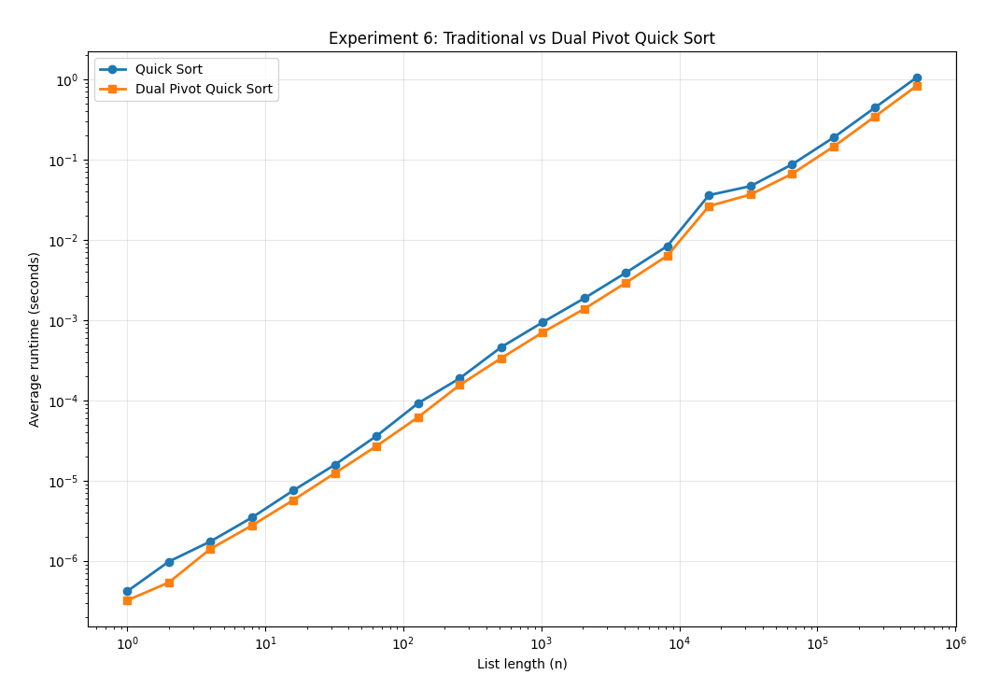 Experiment 6: Traditional vs Dual Pivot Quick Sort
Quick Sort
Dual Pivot Quick Sort
Average runtime (seconds)
10⁰
10⁻¹
10⁻²
10⁻³
10⁻⁴
10⁻⁵
10⁻⁶
10⁰ 10¹ 10² 10³ 10⁴ 10⁵ 10⁶
List length (n)